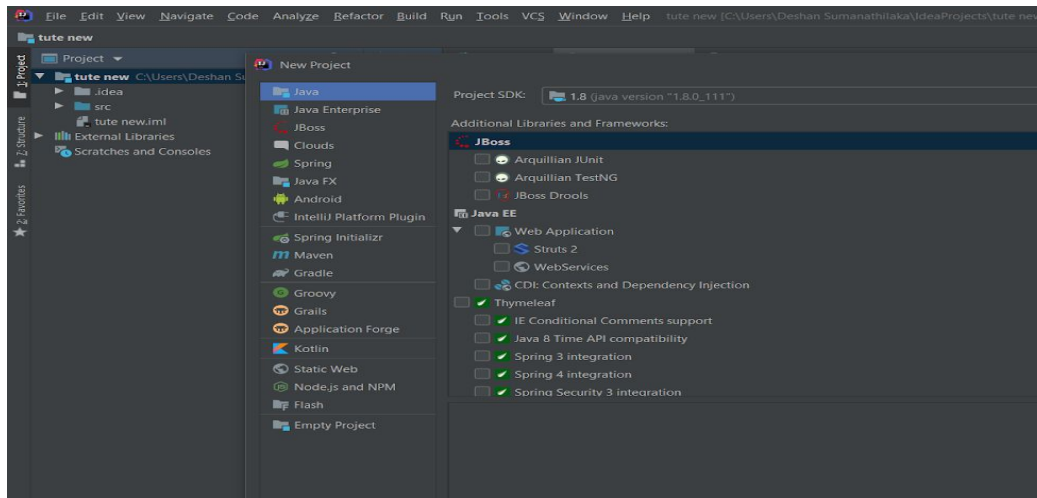 File Edit View Navigate Code Analyze Refactor Build Run Tools VCS Window Help tute new [C:\Users\Deshan Sumanathilaka\IdeaProjects\tute new
tute new
1: Project
2: Structure
2: Favorites
Project
tute new C:\Users\Deshan Su
.idea
src
tute new.iml
External Libraries
Scratches and Consoles
New Project
Java
Java Enterprise
JBoss
Clouds
Spring
Java FX
Android
IntelliJ Platform Plugin
Spring Initializr
Maven
Gradle
Groovy
Grails
Application Forge
Kotlin
Static Web
Node.js and NPM
Flash
Empty Project
Project SDK: 1.8 (java version "1.8.0_111")
Additional Libraries and Frameworks:
JBoss
Arquillian JUnit
Arquillian TestNG
JBoss Drools
Java EE
Web Application
Struts 2
WebServices
CDI: Contexts and Dependency Injection
Thymeleaf
IE Conditional Comments support
Java 8 Time API compatibility
Spring 3 integration
Spring 4 integration
Spring Security 3 integration